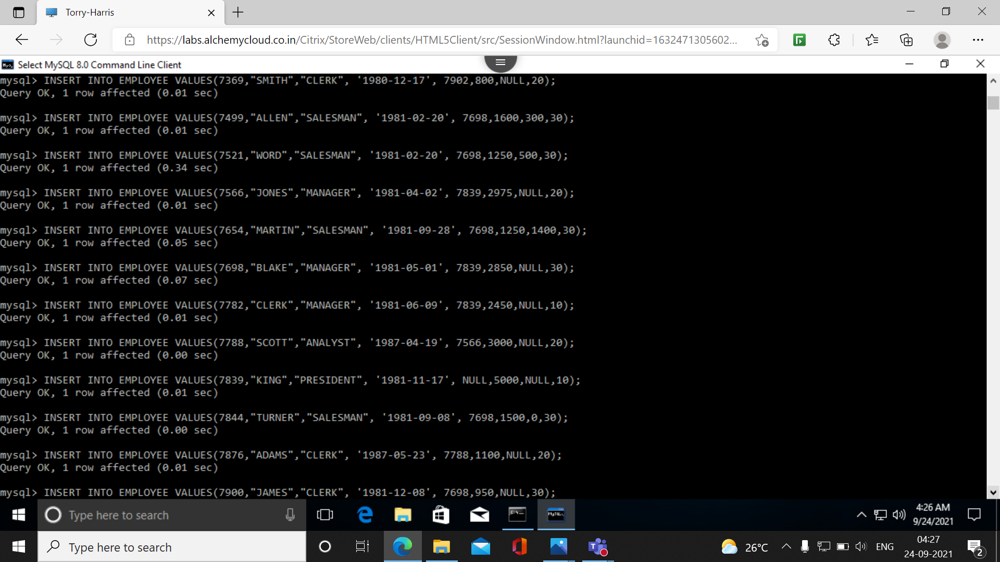 Torry-Harris
https://labs.alchemycloud.co.in/Citrix/StoreWeb/clients/HTML5Client/src/SessionWindow.html?launchid=1632471305602...
Select MySQL 8.0 Command Line Client
mysql> INSERT INTO EMPLOYEE VALUES(7369,"SMITH","CLERK", '1980-12-17', 7902,800,NULL,20);
Query OK, 1 row affected (0.01 sec)
mysql> INSERT INTO EMPLOYEE VALUES(7499,"ALLEN","SALESMAN", '1981-02-20', 7698,1600,300,30);
Query OK, 1 row affected (0.01 sec)
mysql> INSERT INTO EMPLOYEE VALUES(7521,"WORD","SALESMAN", '1981-02-20', 7698,1250,500,30);
Query OK, 1 row affected (0.34 sec)
mysql> INSERT INTO EMPLOYEE VALUES(7566,"JONES","MANAGER", '1981-04-02', 7839,2975,NULL,20);
Query OK, 1 row affected (0.01 sec)
mysql> INSERT INTO EMPLOYEE VALUES(7654,"MARTIN","SALESMAN", '1981-09-28', 7698,1250,1400,30);
Query OK, 1 row affected (0.05 sec)
mysql> INSERT INTO EMPLOYEE VALUES(7698,"BLAKE","MANAGER", '1981-05-01', 7839,2850,NULL,30);
Query OK, 1 row affected (0.07 sec)
mysql> INSERT INTO EMPLOYEE VALUES(7782,"CLERK","MANAGER", '1981-06-09', 7839,2450,NULL,10);
Query OK, 1 row affected (0.01 sec)
mysql> INSERT INTO EMPLOYEE VALUES(7788,"SCOTT","ANALYST", '1987-04-19', 7566,3000,NULL,20);
Query OK, 1 row affected (0.00 sec)
mysql> INSERT INTO EMPLOYEE VALUES(7839,"KING","PRESIDENT", '1981-11-17', NULL,5000,NULL,10);
Query OK, 1 row affected (0.01 sec)
mysql> INSERT INTO EMPLOYEE VALUES(7844,"TURNER","SALESMAN", '1981-09-08', 7698,1500,0,30);
Query OK, 1 row affected (0.00 sec)
mysql> INSERT INTO EMPLOYEE VALUES(7876,"ADAMS","CLERK", '1987-05-23', 7788,1100,NULL,20);
Query OK, 1 row affected (0.01 sec)
mysql> INSERT INTO EMPLOYEE VALUES(7900,"JAMES","CLERK", '1981-12-08', 7698,950,NULL,30);
Type here to search
4:26 AM
9/24/2021
Type here to search
26°C
ENG
04:27
24-09-2021
2